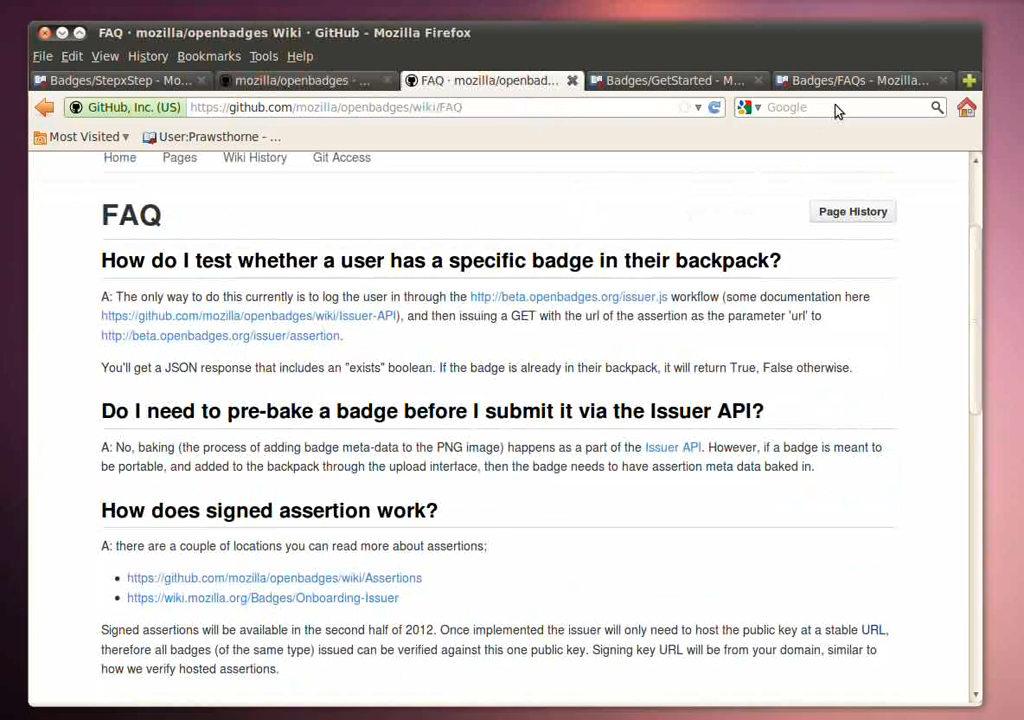 FAQ · mozilla/openbadges Wiki · GitHub - Mozilla Firefox
File Edit View History Bookmarks Tools Help
Badges/StepxStep - Mo... mozilla/openbadges - ... FAQ · mozilla/openbad... Badges/GetStarted - M... Badges/FAQs - Mozilla...
GitHub, Inc. (US) https://github.com/mozilla/openbadges/wiki/FAQ Google
Most Visited User:Prawsthorne - ...
Home Pages Wiki History Git Access
FAQ
Page History
How do I test whether a user has a specific badge in their backpack?
A: The only way to do this currently is to log the user in through the http://beta.openbadges.org/issuer.js workflow (some documentation here
https://github.com/mozilla/openbadges/wiki/Issuer-API), and then issuing a GET with the url of the assertion as the parameter 'url' to
http://beta.openbadges.org/issuer/assertion.
You'll get a JSON response that includes an "exists" boolean. If the badge is already in their backpack, it will return True, False otherwise.
Do I need to pre-bake a badge before I submit it via the Issuer API?
A: No, baking (the process of adding badge meta-data to the PNG image) happens as a part of the Issuer API. However, if a badge is meant to
be portable, and added to the backpack through the upload interface, then the badge needs to have assertion meta data baked in.
How does signed assertion work?
A: there are a couple of locations you can read more about assertions;
https://github.com/mozilla/openbadges/wiki/Assertions
https://wiki.mozilla.org/Badges/Onboarding-Issuer
Signed assertions will be available in the second half of 2012. Once implemented the issuer will only need to host the public key at a stable URL,
therefore all badges (of the same type) issued can be verified against this one public key. Signing key URL will be from your domain, similar to
how we verify hosted assertions.